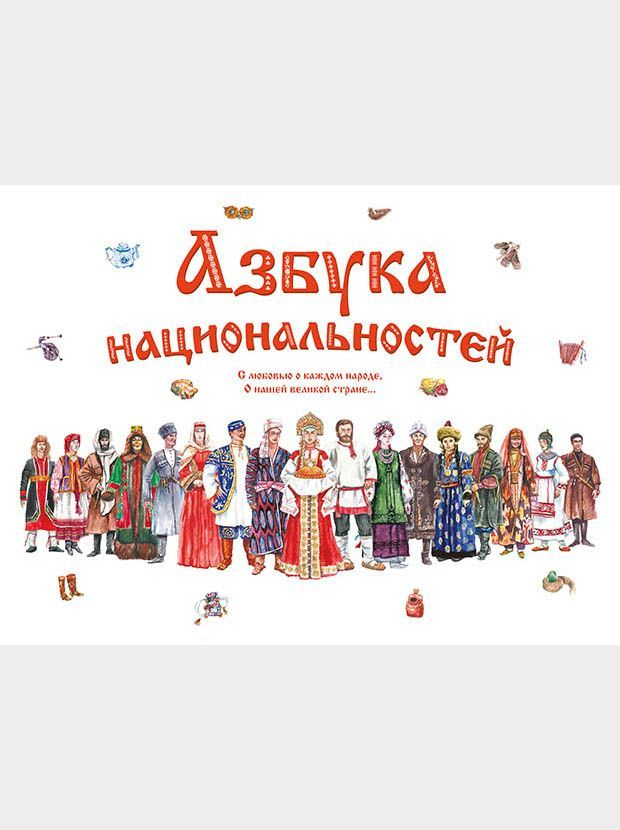 Азбука
национальностей
С любовью о каждом народе,
О нашей великой стране...